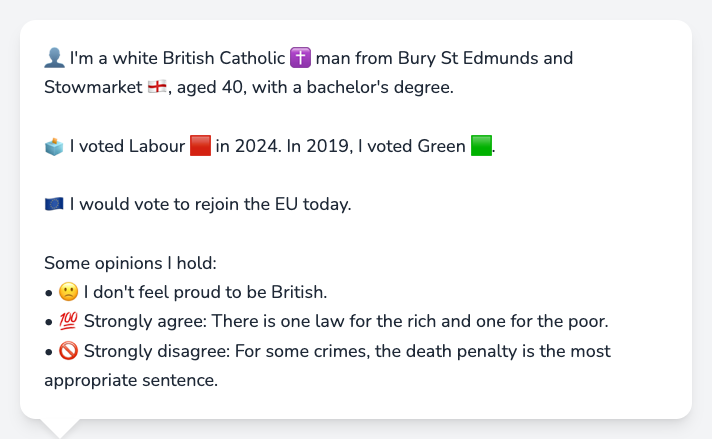 👤 I'm a white British Catholic ✝️ man from Bury St Edmunds and
Stowmarket 🏴󠁧󠁢󠁥󠁮󠁧󠁿, aged 40, with a bachelor's degree.
🗳️ I voted Labour 🟥 in 2024. In 2019, I voted Green 🟩.
🇪🇺 I would vote to rejoin the EU today.
Some opinions I hold:
• 🙁 I don't feel proud to be British.
• 💯 Strongly agree: There is one law for the rich and one for the poor.
• 🚫 Strongly disagree: For some crimes, the death penalty is the most
appropriate sentence.